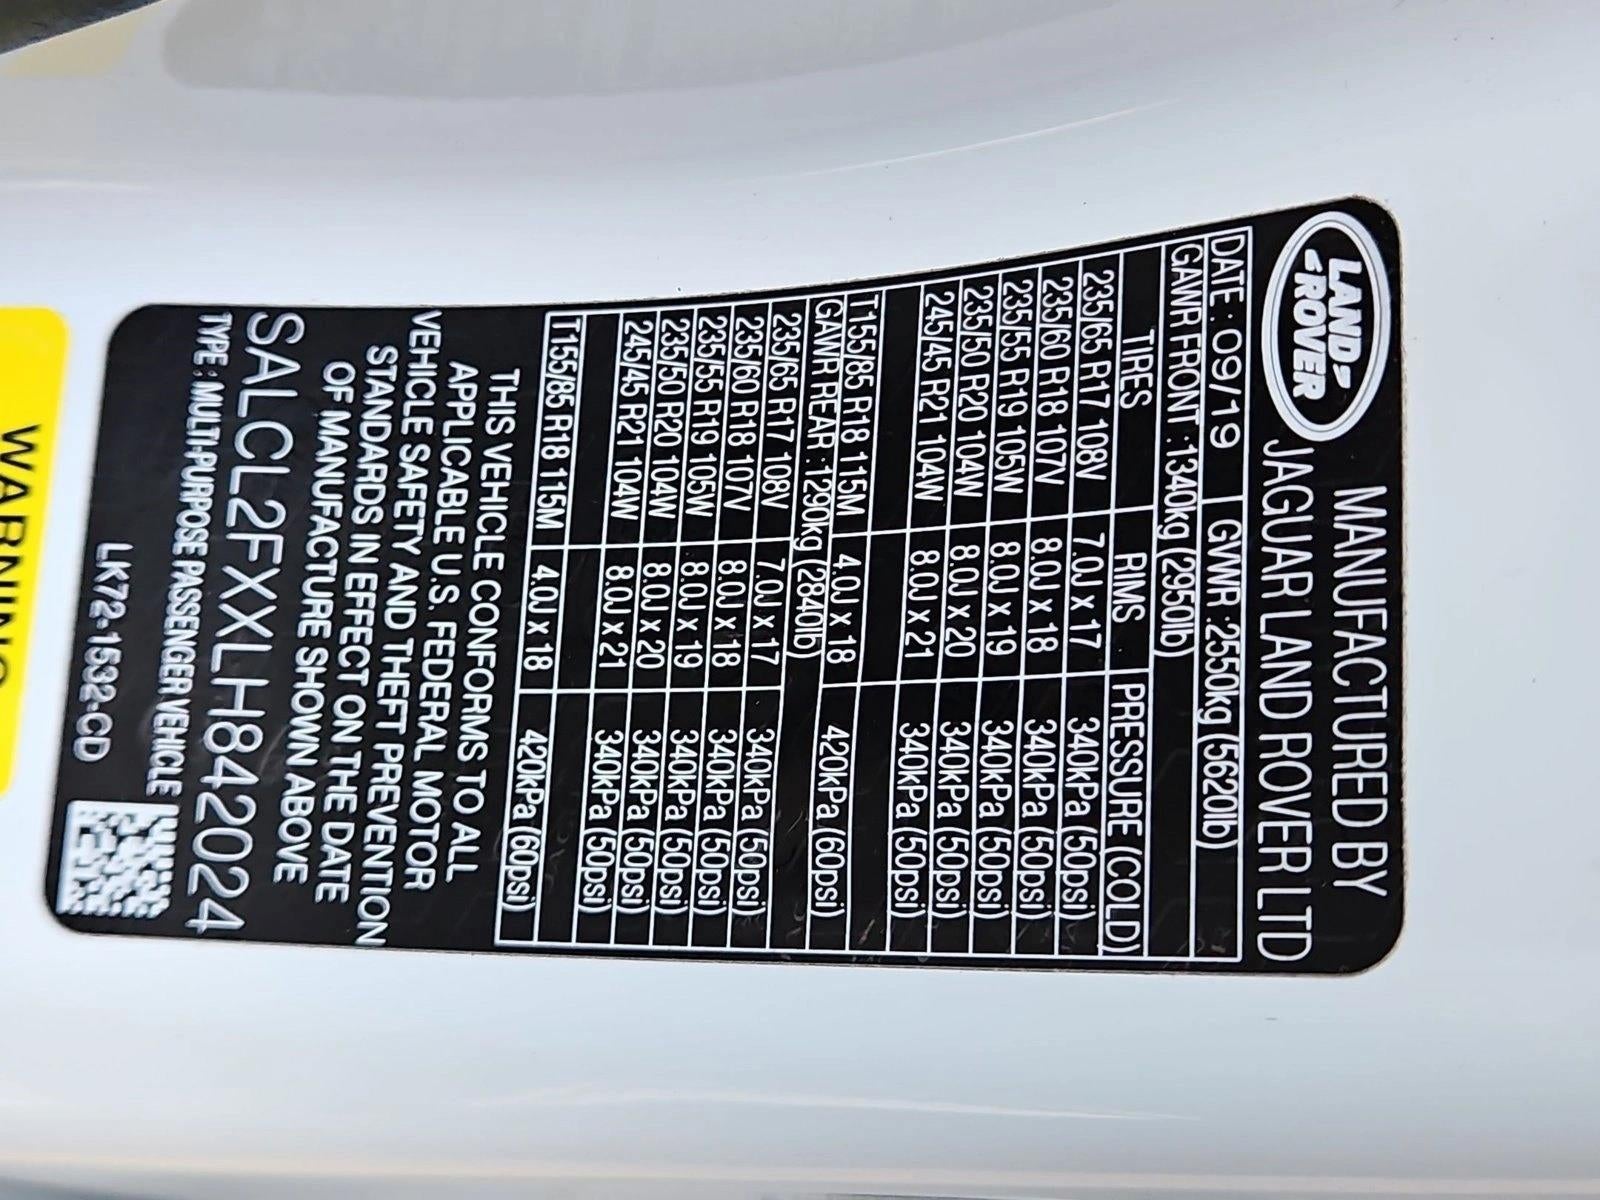 LAND ROVER
MANUFACTURED BY
JAGUAR LAND ROVER LTD
DATE : 09/19 GVWR :2550kg (5620lb)
GAWR FRONT :1340kg (2950lb)
TIRES RIMS PRESSURE (COLD)
235/65 R17 108V 7.0J x 17 340kPa (50psi)
235/60 R18 107V 8.0J x 18 340kPa (50psi)
235/55 R19 105W 8.0J x 19 340kPa (50psi)
235/50 R20 104W 8.0J x 20 340kPa (50psi)
245/45 R21 104W 8.0J x 21 340kPa (50psi)
T155/85 R18 115M 4.0J x 18 420kPa (60psi)
GAWR REAR :1290kg (2840lb)
235/65 R17 108V 7.0J x 17 340kPa (50psi)
235/60 R18 107V 8.0J x 18 340kPa (50psi)
235/55 R19 105W 8.0J x 19 340kPa (50psi)
235/50 R20 104W 8.0J x 20 340kPa (50psi)
245/45 R21 104W 8.0J x 21 340kPa (50psi)
T155/85 R18 115M 4.0J x 18 420kPa (60psi)
THIS VEHICLE CONFORMS TO ALL
APPLICABLE U.S. FEDERAL MOTOR
VEHICLE SAFETY AND THEFT PREVENTION
STANDARDS IN EFFECT ON THE DATE
OF MANUFACTURE SHOWN ABOVE
SALCL2FXXLH842024
TYPE : MULTI-PURPOSE PASSENGER VEHICLE
LK72-1532-CD
WARNING